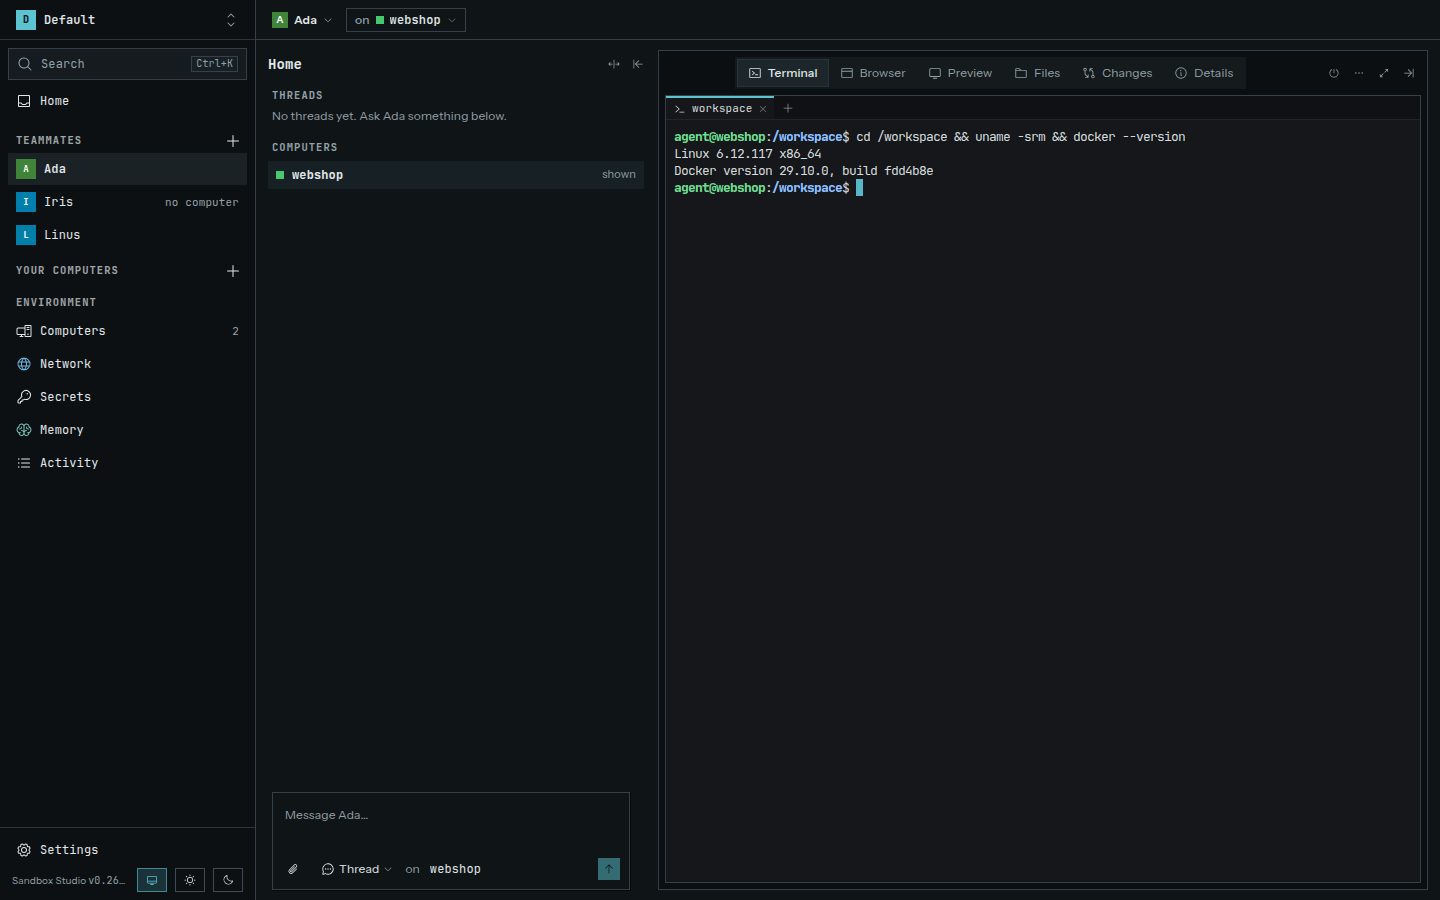 D Default
Search Ctrl+K
Home
TEAMMATES
A Ada
I Iris no computer
L Linus
YOUR COMPUTERS
ENVIRONMENT
Computers 2
Network
Secrets
Memory
Activity
Settings
Sandbox Studio v0.26…
A Ada on webshop
Home
THREADS
No threads yet. Ask Ada something below.
COMPUTERS
webshop shown
Message Ada…
Thread on webshop
Terminal Browser Preview Files Changes Details
workspace
agent@webshop:/workspace$ cd /workspace && uname -srm && docker --version
Linux 6.12.117 x86_64
Docker version 29.10.0, build fdd4b8e
agent@webshop:/workspace$